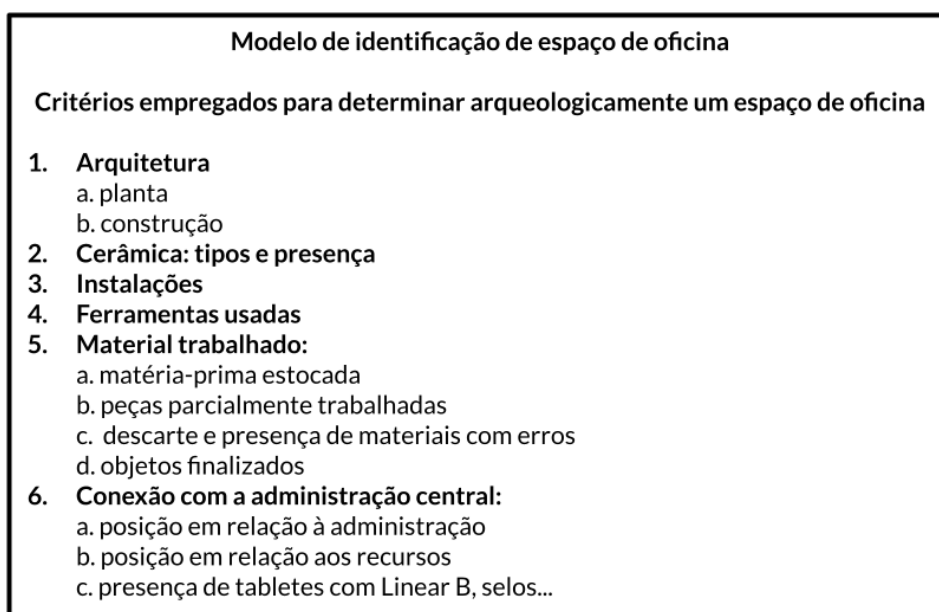 Modelo de identificação de espaço de oficina
Critérios empregados para determinar arqueologicamente um espaço de oficina
1. Arquitetura
a. planta
b. construção
2. Cerâmica: tipos e presença
3. Instalações
4. Ferramentas usadas
5. Material trabalhado:
a. matéria-prima estocada
b. peças parcialmente trabalhadas
c. descarte e presença de materiais com erros
d. objetos finalizados
6. Conexão com a administração central:
a. posição em relação à administração
b. posição em relação aos recursos
c. presença de tabletes com Linear B, selos...